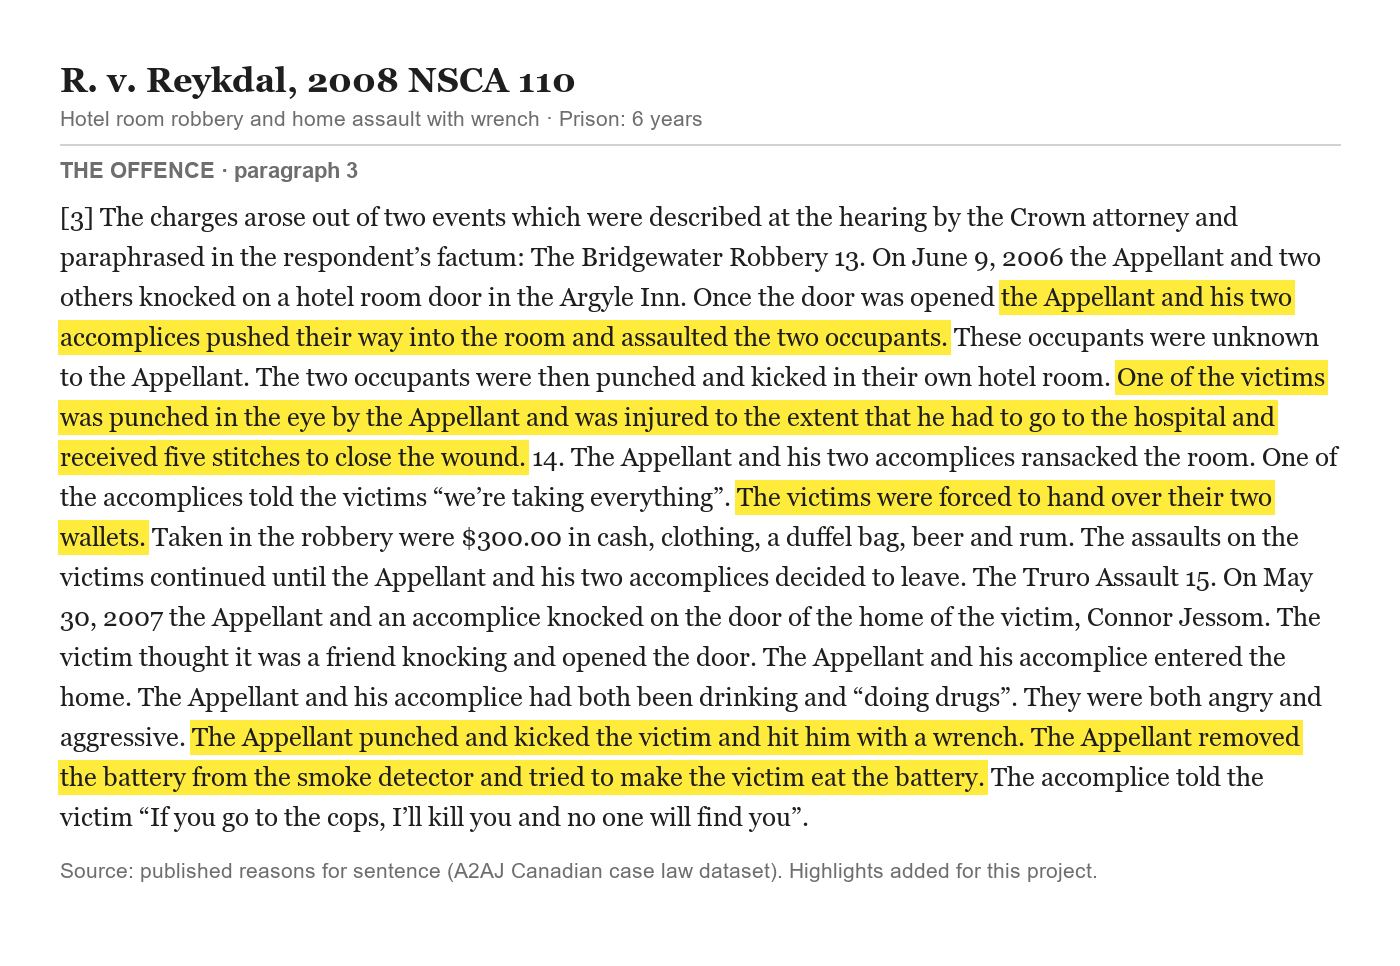 R. v. Reykdal, 2008 NSCA 110
Hotel room robbery and home assault with wrench · Prison: 6 years
THE OFFENCE · paragraph 3
[3] The charges arose out of two events which were described at the hearing by the Crown attorney and
paraphrased in the respondent’s factum: The Bridgewater Robbery 13. On June 9, 2006 the Appellant and two
others knocked on a hotel room door in the Argyle Inn. Once the door was opened the Appellant and his two
accomplices pushed their way into the room and assaulted the two occupants. These occupants were unknown
to the Appellant. The two occupants were then punched and kicked in their own hotel room. One of the victims
was punched in the eye by the Appellant and was injured to the extent that he had to go to the hospital and
received five stitches to close the wound. 14. The Appellant and his two accomplices ransacked the room. One of
the accomplices told the victims “we’re taking everything”. The victims were forced to hand over their two
wallets. Taken in the robbery were $300.00 in cash, clothing, a duffel bag, beer and rum. The assaults on the
victims continued until the Appellant and his two accomplices decided to leave. The Truro Assault 15. On May
30, 2007 the Appellant and an accomplice knocked on the door of the home of the victim, Connor Jessom. The
victim thought it was a friend knocking and opened the door. The Appellant and his accomplice entered the
home. The Appellant and his accomplice had both been drinking and “doing drugs”. They were both angry and
aggressive. The Appellant punched and kicked the victim and hit him with a wrench. The Appellant removed
the battery from the smoke detector and tried to make the victim eat the battery. The accomplice told the
victim “If you go to the cops, I’ll kill you and no one will find you”.
Source: published reasons for sentence (A2AJ Canadian case law dataset). Highlights added for this project.